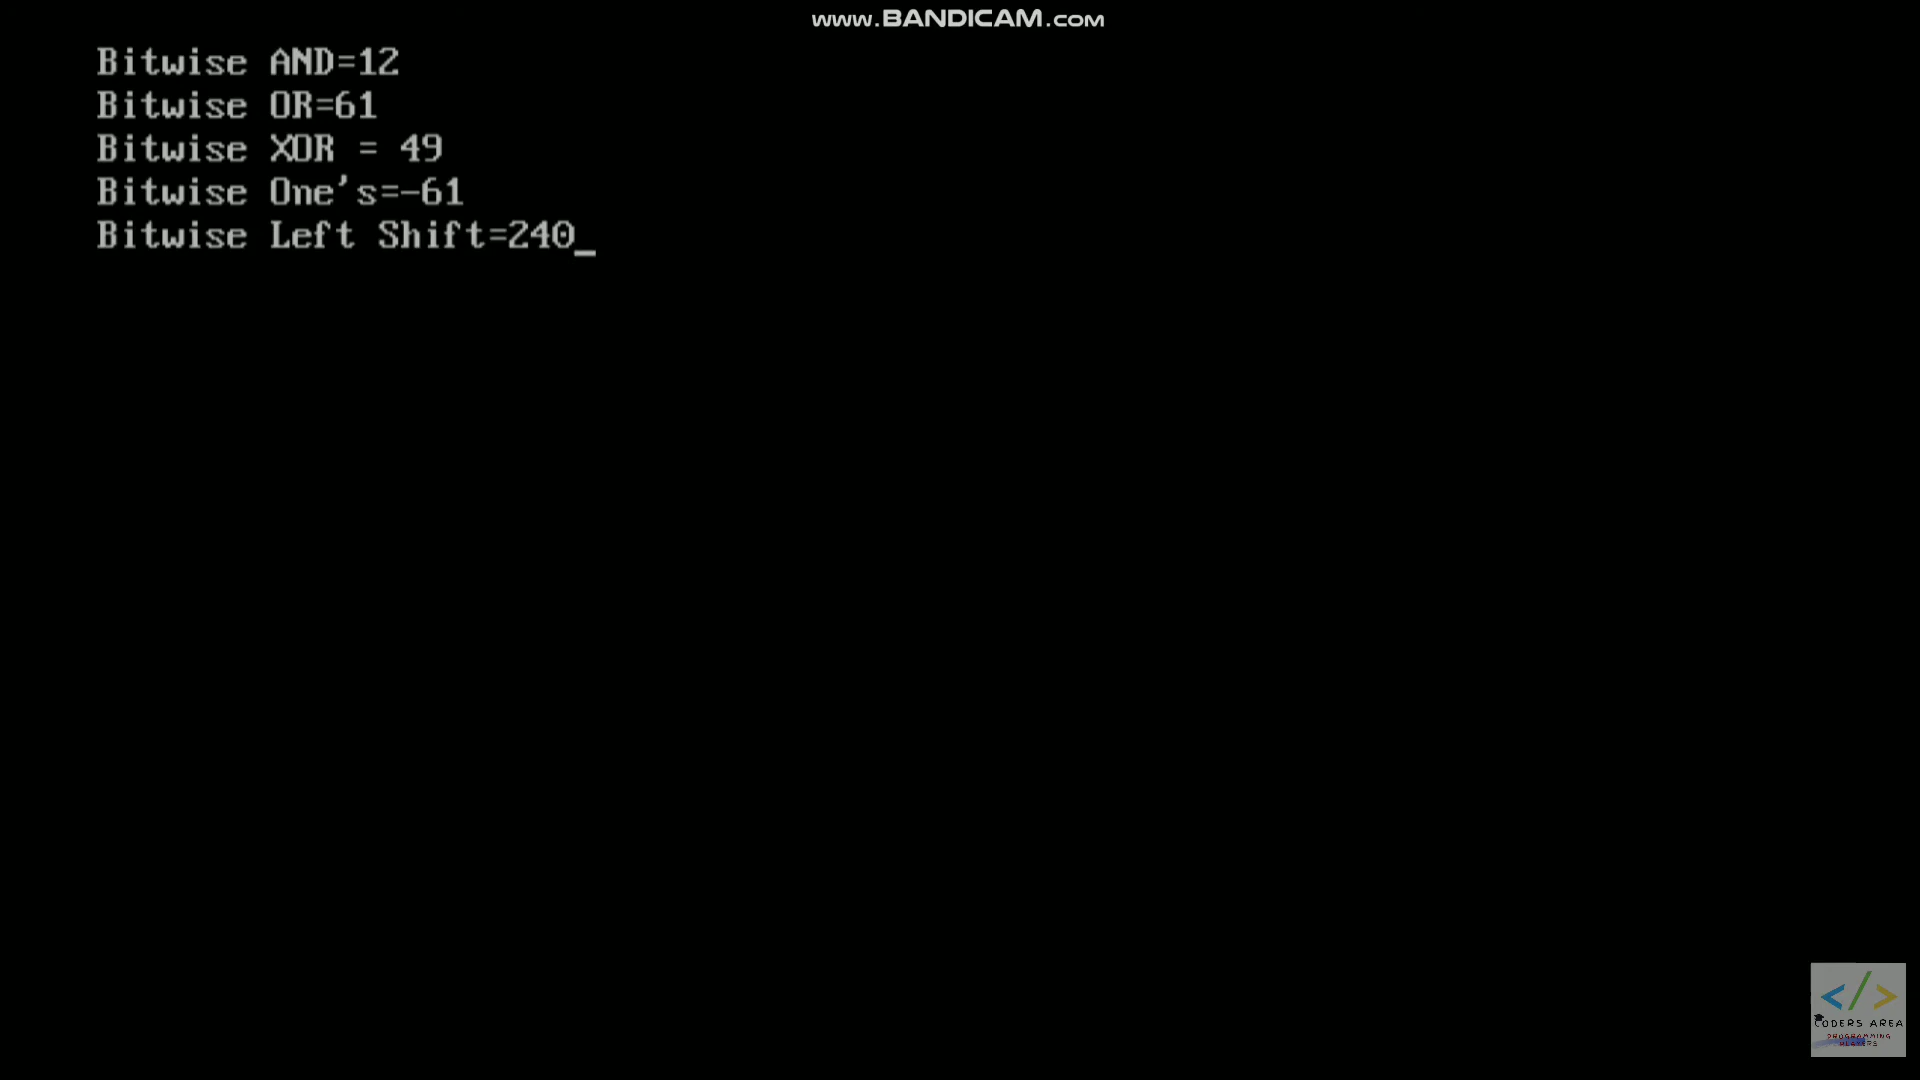 www.BANDICAM.COM
Bitwise AND=12
Bitwise OR=61
Bitwise XOR = 49
Bitwise One's=-61
Bitwise Left Shift=240_
</>
CODERS AREA
PROGRAMMING